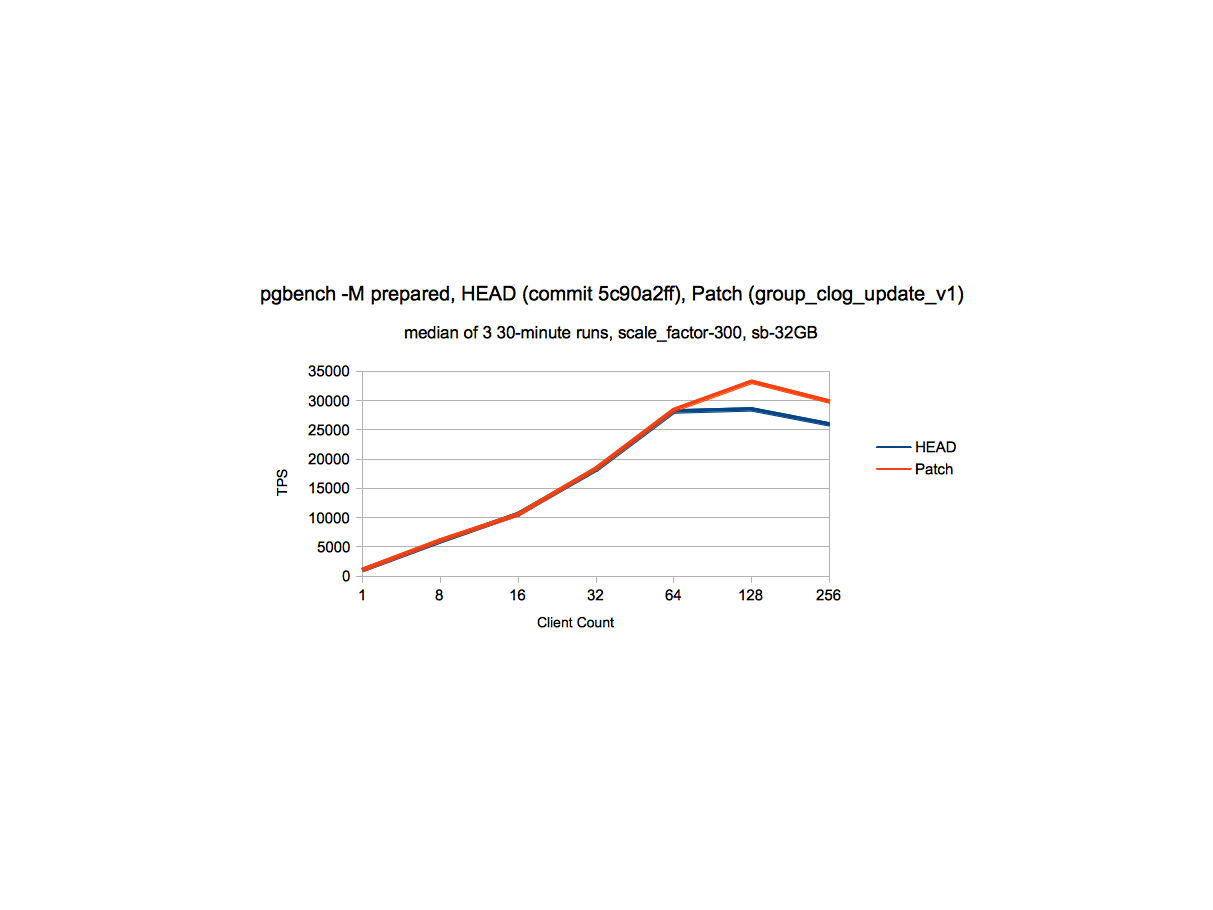 pgbench -M prepared, HEAD (commit 5c90a2ff), Patch (group_clog_update_v1)
median of 3 30-minute runs, scale_factor-300, sb-32GB
35000
30000
25000
20000
15000
10000
5000
0
TPS
1 8 16 32 64 128 256
Client Count
HEAD
Patch